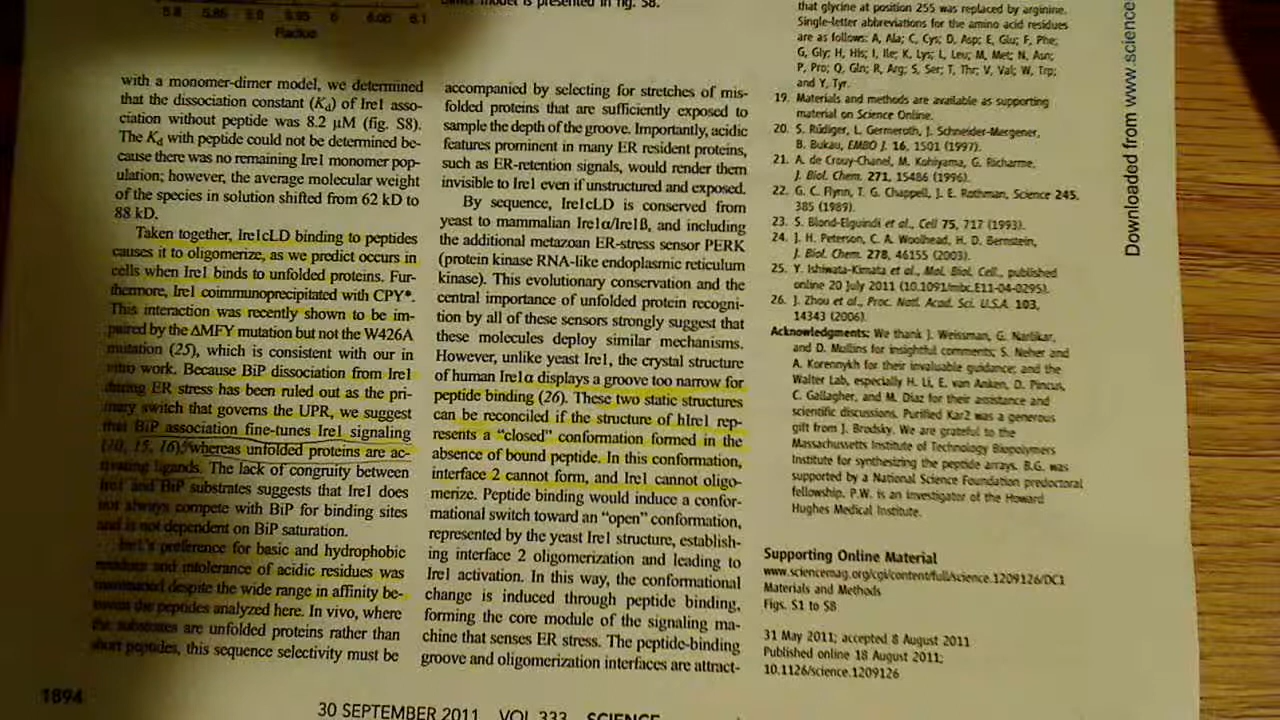 5.8 5.85 5.9 5.95 6 6.05 6.1
Radius
dimer model is presented in fig. S8.
with a monomer-dimer model, we determined
that the dissociation constant (Kd) of Ire1 asso-
ciation without peptide was 8.2 μM (fig. S8).
The Kd with peptide could not be determined be-
cause there was no remaining Ire1 monomer pop-
ulation; however, the average molecular weight
of the species in solution shifted from 62 kD to
88 kD.
Taken together, Ire1cLD binding to peptides
causes it to oligomerize, as we predict occurs in
cells when Ire1 binds to unfolded proteins. Fur-
thermore, Ire1 coimmunoprecipitated with CPY*.
This interaction was recently shown to be im-
paired by the ΔMFY mutation but not the W426A
mutation (25), which is consistent with our in
vitro work. Because BiP dissociation from Ire1
during ER stress has been ruled out as the pri-
mary switch that governs the UPR, we suggest
that BiP association fine-tunes Ire1 signaling
(10, 15, 16), whereas unfolded proteins are ac-
tivating ligands. The lack of congruity between
Ire1 and BiP substrates suggests that Ire1 does
not always compete with BiP for binding sites
and is not dependent on BiP saturation.
Ire1's preference for basic and hydrophobic
residues and intolerance of acidic residues was
maintained despite the wide range in affinity be-
tween the peptides analyzed here. In vivo, where
the substrates are unfolded proteins rather than
short peptides, this sequence selectivity must be
accompanied by selecting for stretches of mis-
folded proteins that are sufficiently exposed to
sample the depth of the groove. Importantly, acidic
features prominent in many ER resident proteins,
such as ER-retention signals, would render them
invisible to Ire1 even if unstructured and exposed.
By sequence, Ire1cLD is conserved from
yeast to mammalian Ire1α/Ire1β, and including
the additional metazoan ER-stress sensor PERK
(protein kinase RNA-like endoplasmic reticulum
kinase). This evolutionary conservation and the
central importance of unfolded protein recogni-
tion by all of these sensors strongly suggest that
these molecules deploy similar mechanisms.
However, unlike yeast Ire1, the crystal structure
of human Ire1α displays a groove too narrow for
peptide binding (26). These two static structures
can be reconciled if the structure of hIre1 rep-
resents a "closed" conformation formed in the
absence of bound peptide. In this conformation,
interface 2 cannot form, and Ire1 cannot oligo-
merize. Peptide binding would induce a confor-
mational switch toward an "open" conformation,
represented by the yeast Ire1 structure, establish-
ing interface 2 oligomerization and leading to
Ire1 activation. In this way, the conformational
change is induced through peptide binding,
forming the core module of the signaling ma-
chine that senses ER stress. The peptide-binding
groove and oligomerization interfaces are attract-
that glycine at position 255 was replaced by arginine.
Single-letter abbreviations for the amino acid residues
are as follows: A, Ala; C, Cys; D, Asp; E, Glu; F, Phe;
G, Gly; H, His; I, Ile; K, Lys; L, Leu; M, Met; N, Asn;
P, Pro; Q, Gln; R, Arg; S, Ser; T, Thr; V, Val; W, Trp;
and Y, Tyr.
19. Materials and methods are available as supporting
material on Science Online.
20. S. Rüdiger, L. Germeroth, J. Schneider-Mergener,
B. Bukau, EMBO J. 16, 1501 (1997).
21. A. de Crouy-Chanel, M. Kohiyama, G. Richarme,
J. Biol. Chem. 271, 15486 (1996).
22. G. C. Flynn, T. G. Chappell, J. E. Rothman, Science 245,
385 (1989).
23. S. Blond-Elguindi et al., Cell 75, 717 (1993).
24. J. H. Peterson, C. A. Woolhead, H. D. Bernstein,
J. Biol. Chem. 278, 46155 (2003).
25. Y. Ishiwata-Kimata et al., Mol. Biol. Cell., published
online 20 July 2011 (10.1091/mbc.E11-04-0295).
26. J. Zhou et al., Proc. Natl. Acad. Sci. U.S.A. 103,
14343 (2006).
Acknowledgments: We thank J. Weissman, G. Narlikar,
and D. Mullins for insightful comments; S. Neher and
A. Korennykh for their invaluable guidance; and the
Walter Lab, especially H. Li, E. van Anken, D. Pincus,
C. Gallagher, and M. Diaz for their assistance and
scientific discussions. Purified Kar2 was a generous
gift from J. Brodsky. We are grateful to the
Massachussetts Institute of Technology Biopolymers
Institute for synthesizing the peptide arrays. B.G. was
supported by a National Science Foundation predoctoral
fellowship. P.W. is an investigator of the Howard
Hughes Medical Institute.
Supporting Online Material
www.sciencemag.org/cgi/content/full/science.1209126/DC1
Materials and Methods
Figs. S1 to S8
31 May 2011; accepted 8 August 2011
Published online 18 August 2011;
10.1126/science.1209126
Downloaded from www.science
1894
30 SEPTEMBER 2011 VOL 333 SCIENCE